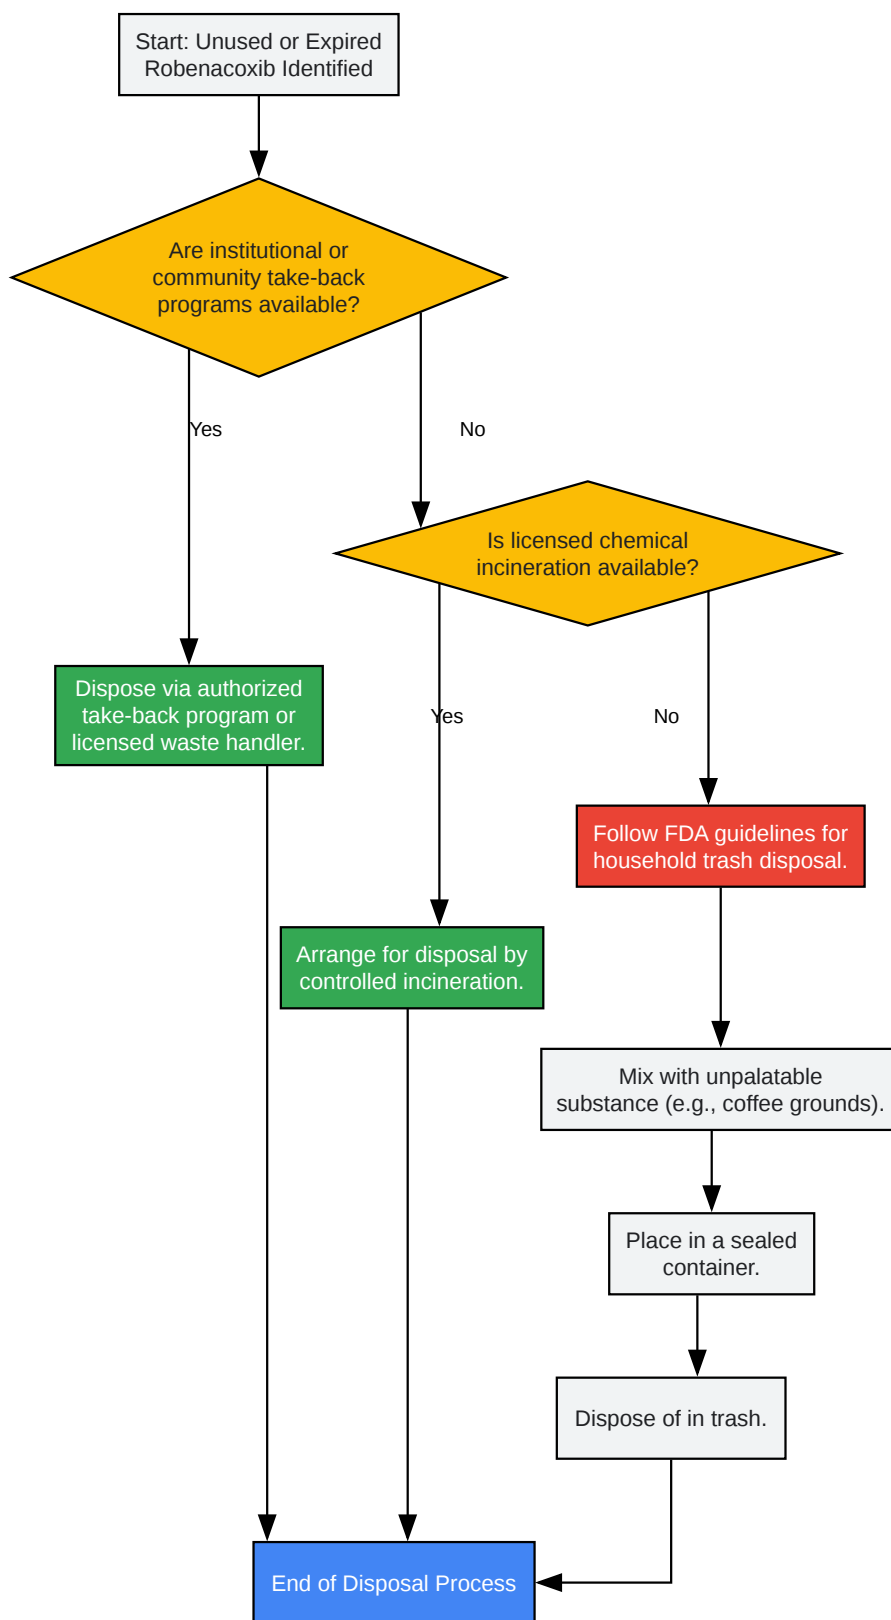 Start: Unused or Expired
Robenacoxib Identified
Are institutional or
community take-back
programs available?
Yes
No
Is licensed chemical
incineration available?
Dispose via authorized
take-back program or
licensed waste handler.
Yes
No
Follow FDA guidelines for
household trash disposal.
Arrange for disposal by
controlled incineration.
Mix with unpalatable
substance (e.g., coffee grounds).
Place in a sealed
container.
Dispose of in trash.
End of Disposal Process